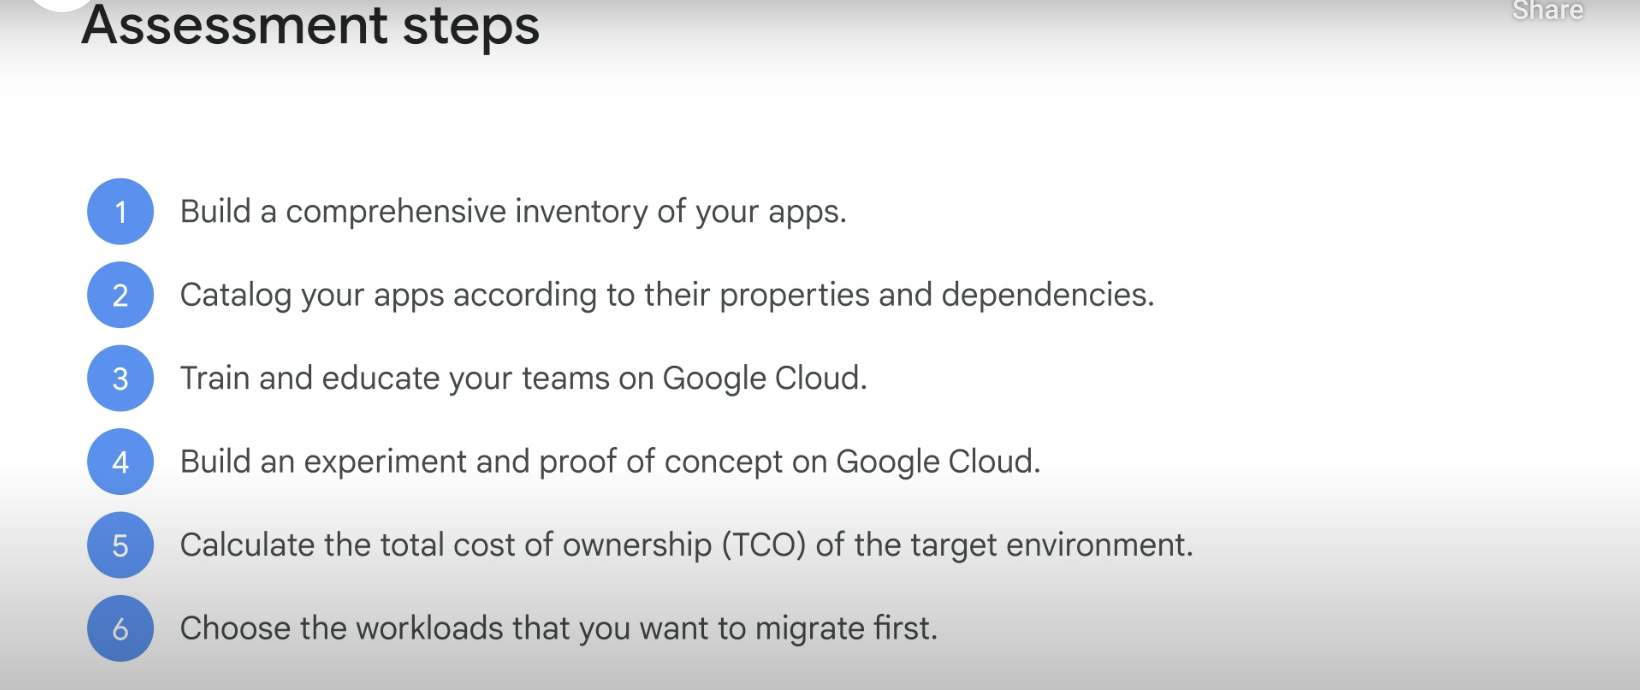 Share
Assessment steps
1 Build a comprehensive inventory of your apps.
2 Catalog your apps according to their properties and dependencies.
3 Train and educate your teams on Google Cloud.
4 Build an experiment and proof of concept on Google Cloud.
5 Calculate the total cost of ownership (TCO) of the target environment.
6 Choose the workloads that you want to migrate first.